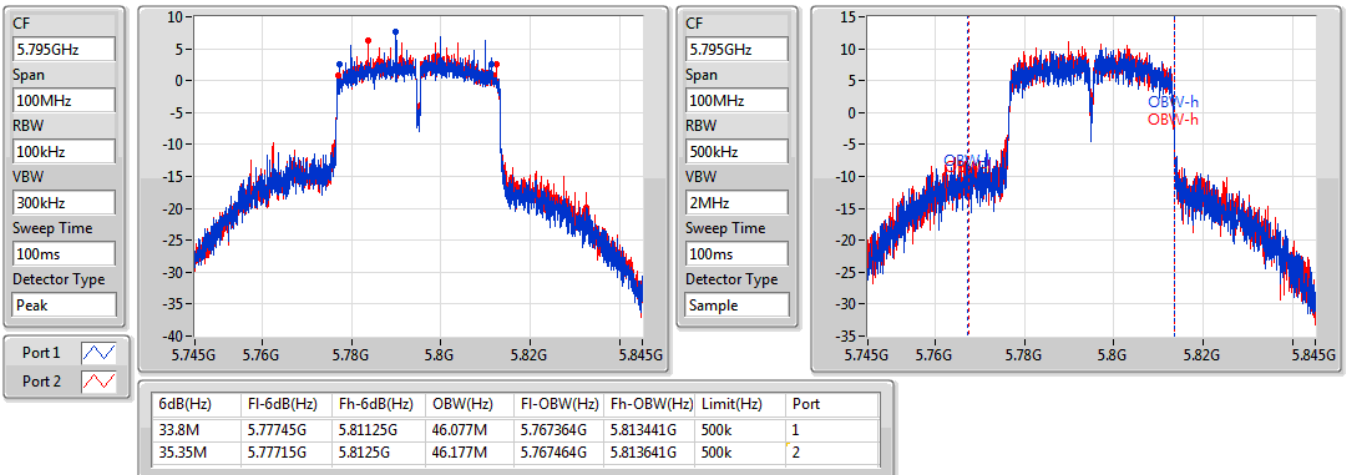 CF
5.795GHz
Span
100MHz
RBW
100kHz
VBW
300kHz
Sweep Time
100ms
Detector Type
Peak
Port 1
Port 2
10
5
0
-5
-10
-15
-20
-25
-30
-35
-40
5.745G 5.76G 5.78G 5.8G 5.82G 5.845G
CF
5.795GHz
Span
100MHz
RBW
500kHz
VBW
2MHz
Sweep Time
100ms
Detector Type
Sample
15
10
5
0
-5
-10
-15
-20
-25
-30
-35
OBW-h
OBW-h
5.745G 5.76G 5.78G 5.8G 5.82G 5.845G
6dB(Hz) Fl-6dB(Hz) Fh-6dB(Hz) OBW(Hz) Fl-OBW(Hz) Fh-OBW(Hz) Limit(Hz) Port
33.8M 5.77745G 5.81125G 46.077M 5.767364G 5.813441G 500k 1
35.35M 5.77715G 5.8125G 46.177M 5.767464G 5.813641G 500k 2